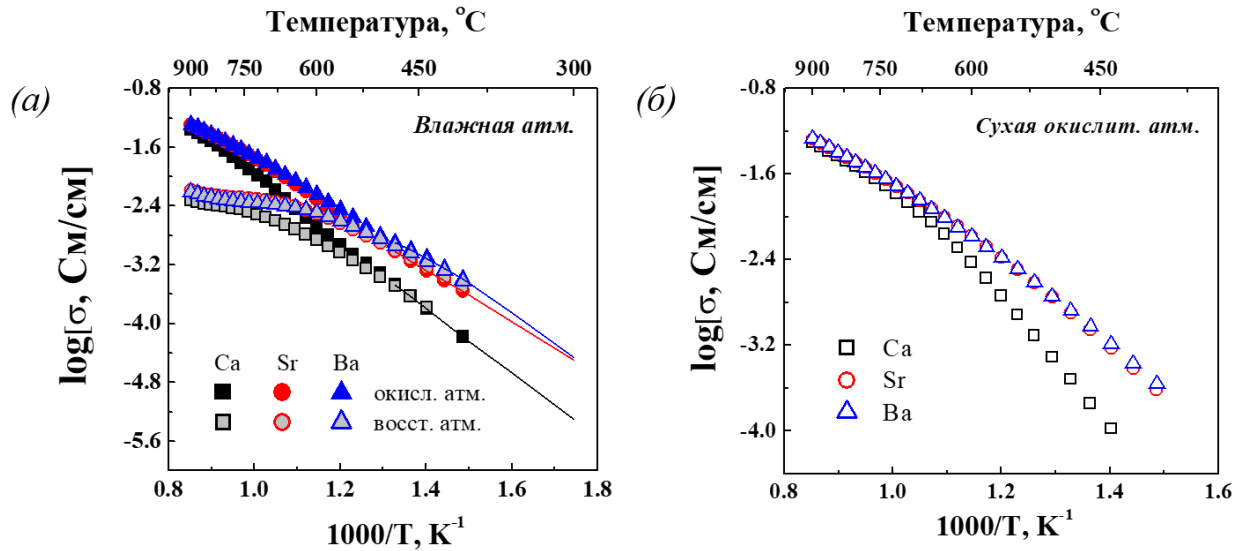 Температура, °C
900 750 600 450 300
(а)
-0.8
-1.6
-2.4
-3.2
-4.0
-4.8
-5.6
log[σ, См/см]
Влажная атм.
Ca Sr Ba
окисл. атм.
восст. атм.
0.8 1.0 1.2 1.4 1.6 1.8
1000/T, K⁻¹
Температура, °C
900 750 600 450
(б)
-0.8
-1.6
-2.4
-3.2
-4.0
log[σ, См/см]
Сухая окислит. атм.
Ca
Sr
Ba
0.8 1.0 1.2 1.4 1.6
1000/T, K⁻¹